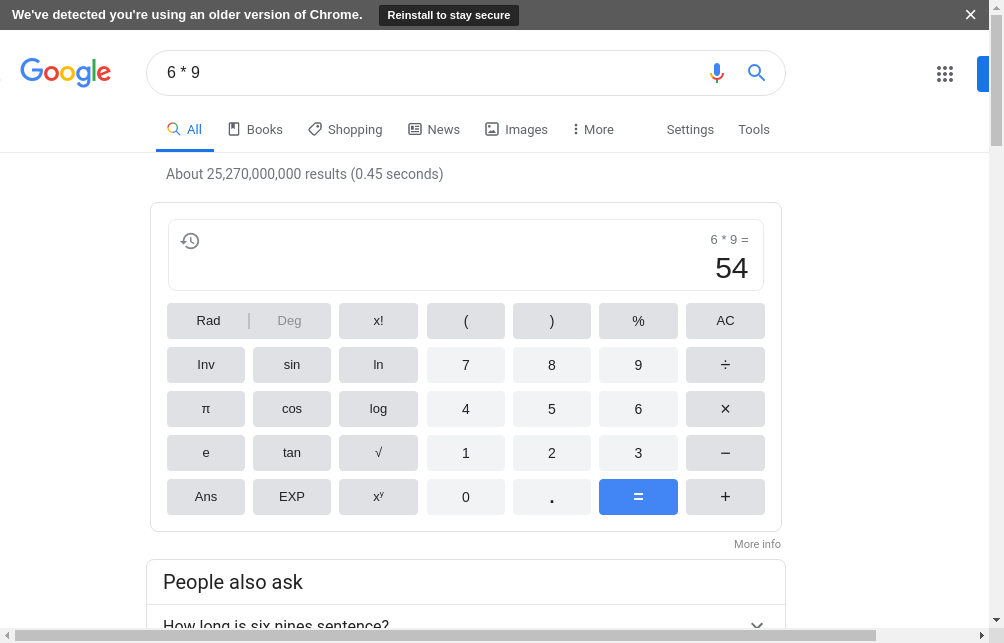 We've detected you're using an older version of Chrome. Reinstall to stay secure ✕
Google 6 * 9
All Books Shopping News Images More Settings Tools
About 25,270,000,000 results (0.45 seconds)
6 * 9 =
54
Rad | Deg x! ( ) % AC
Inv sin ln 7 8 9 ÷
π cos log 4 5 6 ×
e tan √ 1 2 3 −
Ans EXP xʸ 0 . = +
More info
People also ask
How long is six nines sentence?